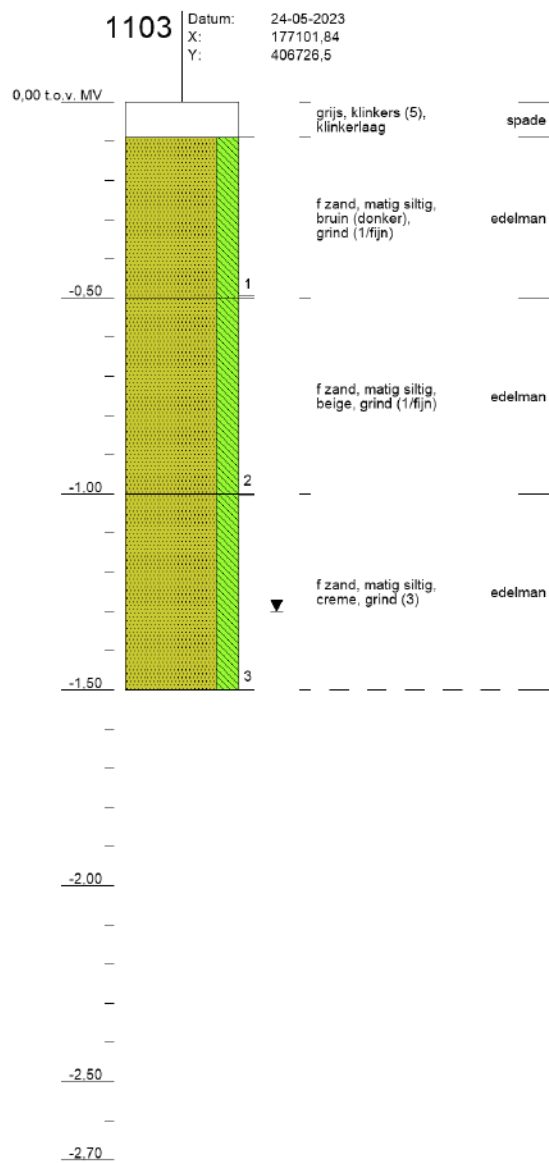 1103
Datum: 24-05-2023
X: 177101,84
Y: 406726,5
0,00 t.o.v. MV
grijs, klinkers (5),
klinkerlaag
spade
f zand, matig siltig,
bruin (donker),
grind (1/fijn)
edelman
1
-0,50
f zand, matig siltig,
beige, grind (1/fijn)
edelman
2
-1,00
f zand, matig siltig,
creme, grind (3)
edelman
3
-1,50
-2,00
-2,50
-2,70